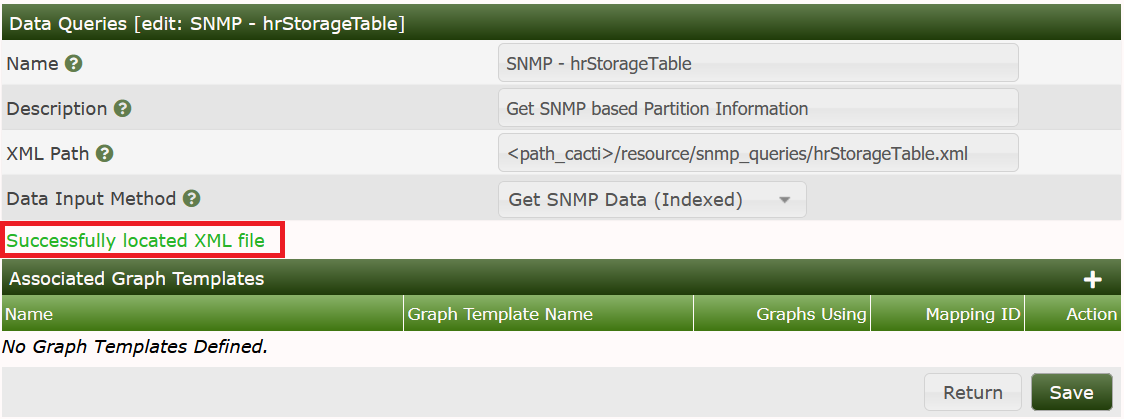 Data Queries [edit: SNMP - hrStorageTable]
Name ?
SNMP - hrStorageTable
Description ?
Get SNMP based Partition Information
XML Path ?
<path_cacti>/resource/snmp_queries/hrStorageTable.xml
Data Input Method ?
Get SNMP Data (Indexed)
Successfully located XML file
Associated Graph Templates +
Name Graph Template Name Graphs Using Mapping ID Action
No Graph Templates Defined.
Return Save